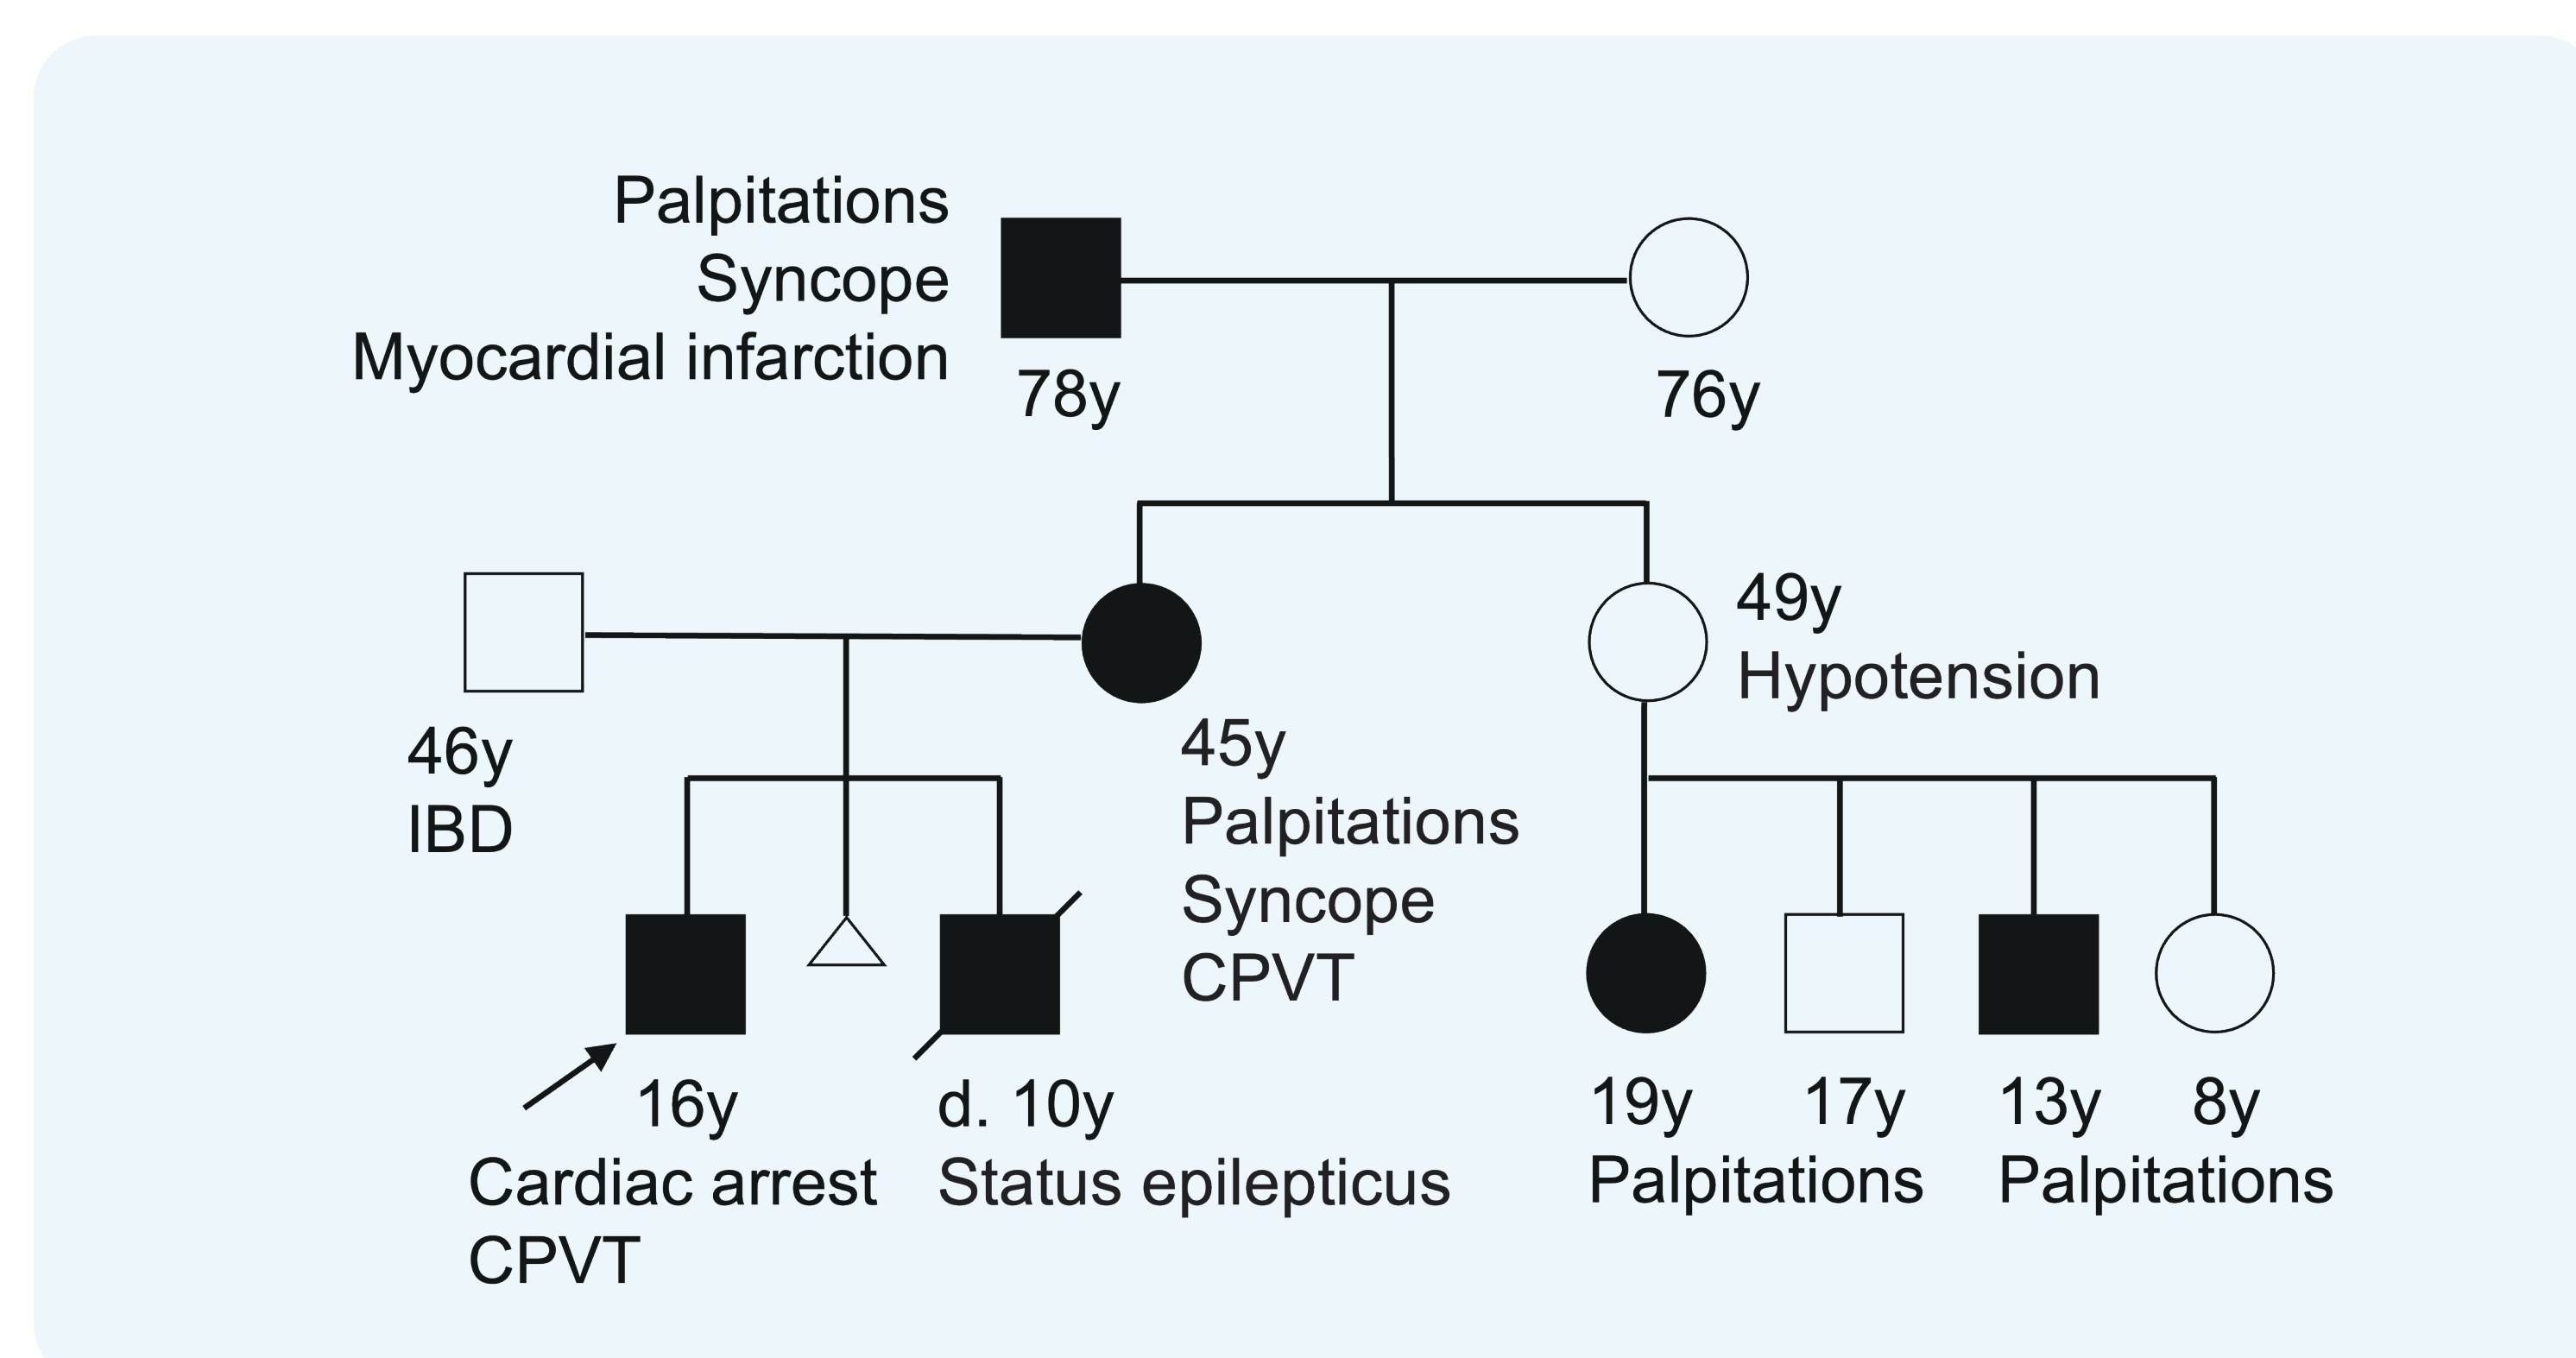 Palpitations
Syncope
Myocardial infarction
78y
76y
46y
IBD
45y
Palpitations
Syncope
CPVT
49y
Hypotension
16y
Cardiac arrest
CPVT
d. 10y
Status epilepticus
19y
Palpitations
17y
13y
Palpitations
8y